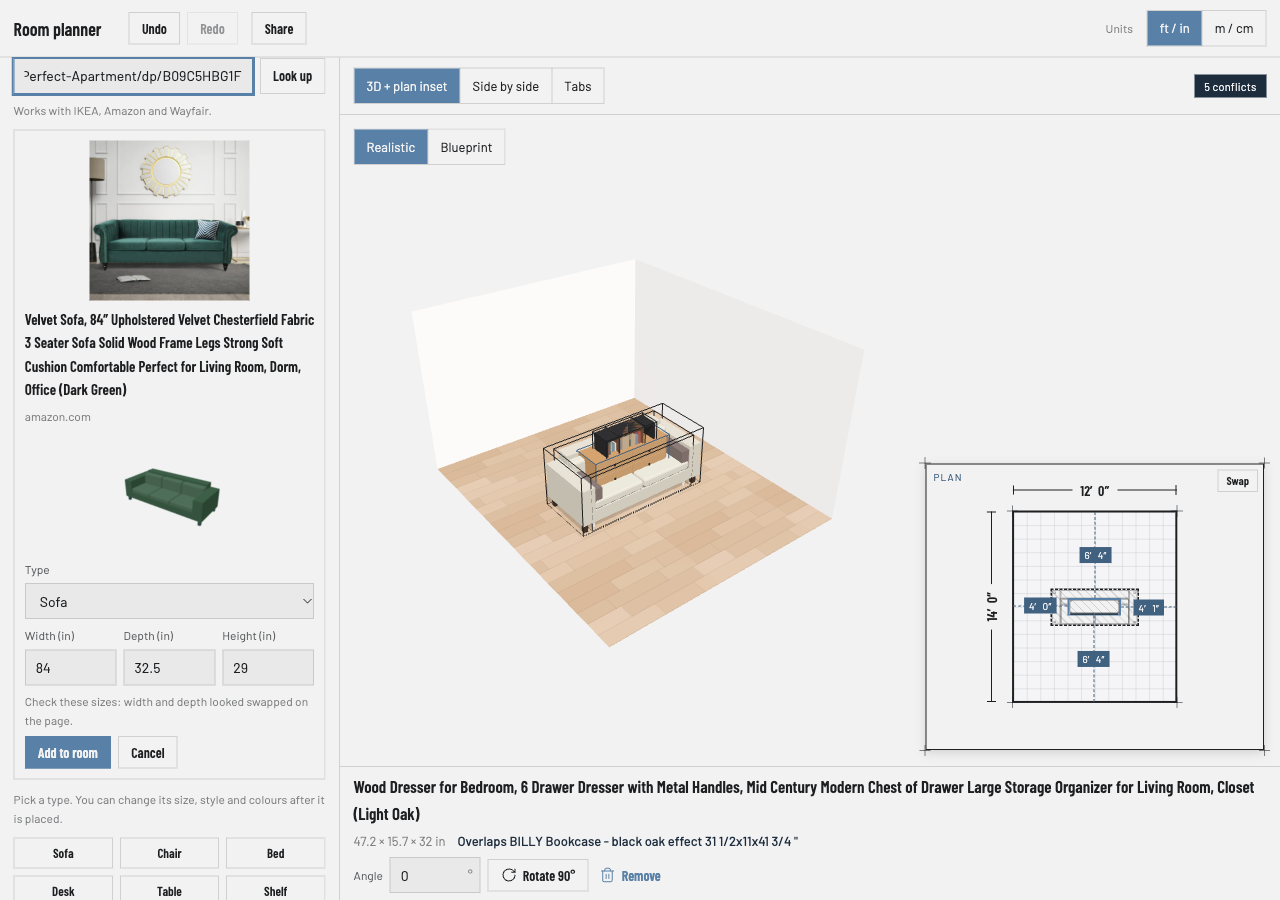 Room planner
Undo
Redo
Share
Units
ft / in
m / cm
Perfect-Apartment/dp/B09C5HBG1F
Look up
Works with IKEA, Amazon and Wayfair.
3D + plan inset
Side by side
Tabs
5 conflicts
Realistic
Blueprint
Velvet Sofa, 84” Upholstered Velvet Chesterfield Fabric
3 Seater Sofa Solid Wood Frame Legs Strong Soft
Cushion Comfortable Perfect for Living Room, Dorm,
Office (Dark Green)
amazon.com
Type
Sofa
Width (in)
Depth (in)
Height (in)
84
32.5
29
Check these sizes: width and depth looked swapped on
the page.
Add to room
Cancel
Pick a type. You can change its size, style and colours after it
is placed.
Sofa
Chair
Bed
Desk
Table
Shelf
PLAN
Swap
12′ 0″
14′ 0″
6′ 4″
4′ 0″
4′ 1″
6′ 4″
Wood Dresser for Bedroom, 6 Drawer Dresser with Metal Handles, Mid Century Modern Chest of Drawer Large Storage Organizer for Living Room, Closet
(Light Oak)
47.2 × 15.7 × 32 in
Overlaps BILLY Bookcase - black oak effect 31 1/2x11x41 3/4 "
Angle
0
°
Rotate 90°
Remove